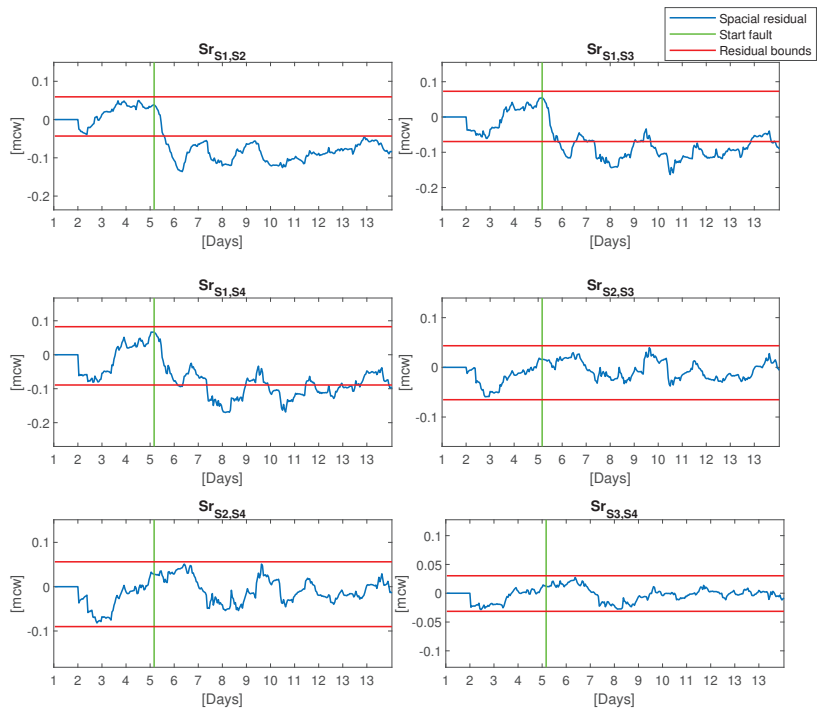 Spacial residual
Start fault
Residual bounds
Sr S1,S2
0.1
0
-0.1
-0.2
[mcw]
1 2 3 4 5 6 7 8 9 10 11 12 13 13
[Days]
Sr S1,S3
0.1
0
-0.1
-0.2
[mcw]
1 2 3 4 5 6 7 8 9 10 11 12 13 13
[Days]
Sr S1,S4
0.1
0
-0.1
-0.2
[mcw]
1 2 3 4 5 6 7 8 9 10 11 12 13 13
[Days]
Sr S2,S3
0.1
0
-0.1
[mcw]
1 2 3 4 5 6 7 8 9 10 11 12 13 13
[Days]
Sr S2,S4
0.1
0
-0.1
[mcw]
1 2 3 4 5 6 7 8 9 10 11 12 13 13
[Days]
Sr S3,S4
0.1
0.05
0
-0.05
-0.1
[mcw]
1 2 3 4 5 6 7 8 9 10 11 12 13 13
[Days]